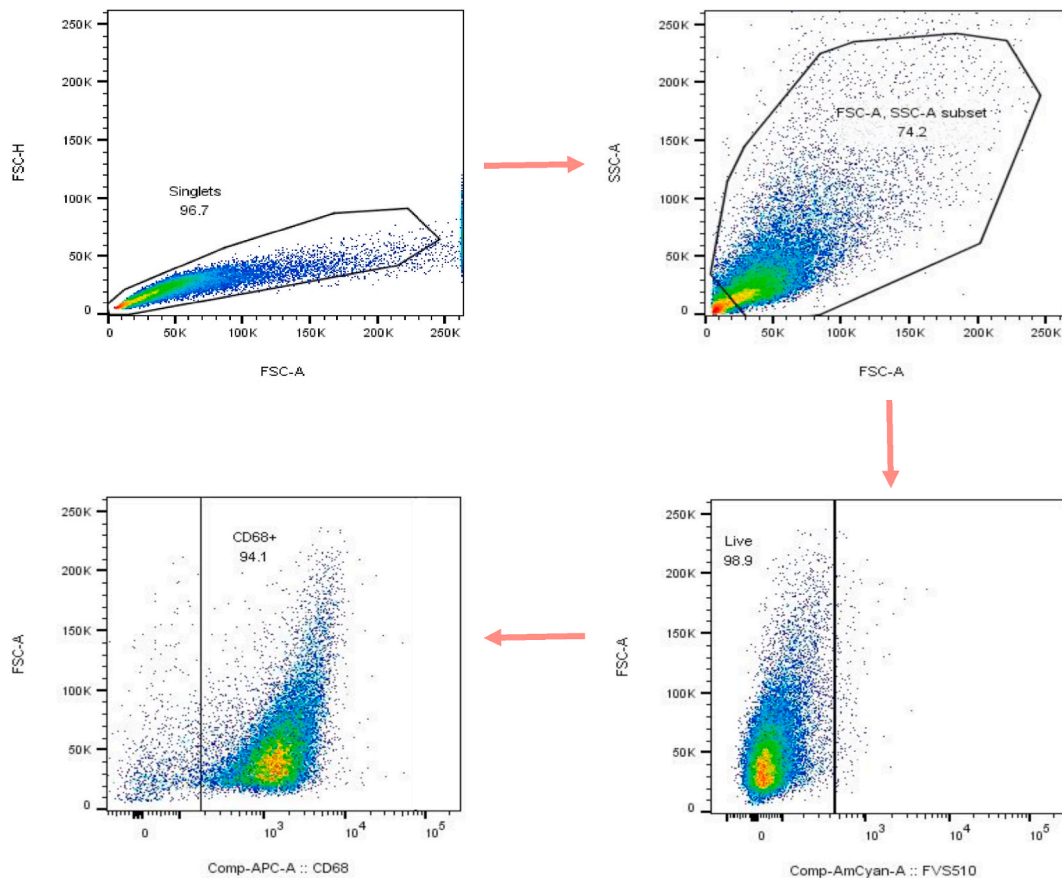 250K
200K
150K
100K
50K
0
FSC-H
Singlets
96.7
0 50K 100K 150K 200K 250K
FSC-A
250K
200K
150K
100K
50K
0
SSC-A
FSC-A, SSC-A subset
74.2
0 50K 100K 150K 200K 250K
FSC-A
250K
200K
150K
100K
50K
0
FSC-A
CD68+
94.1
0 10³ 10⁴ 10⁵
Comp-APC-A :: CD68
250K
200K
150K
100K
50K
0
FSC-A
Live
98.9
0 10³ 10⁴ 10⁵
Comp-AmCyan-A :: FVS510